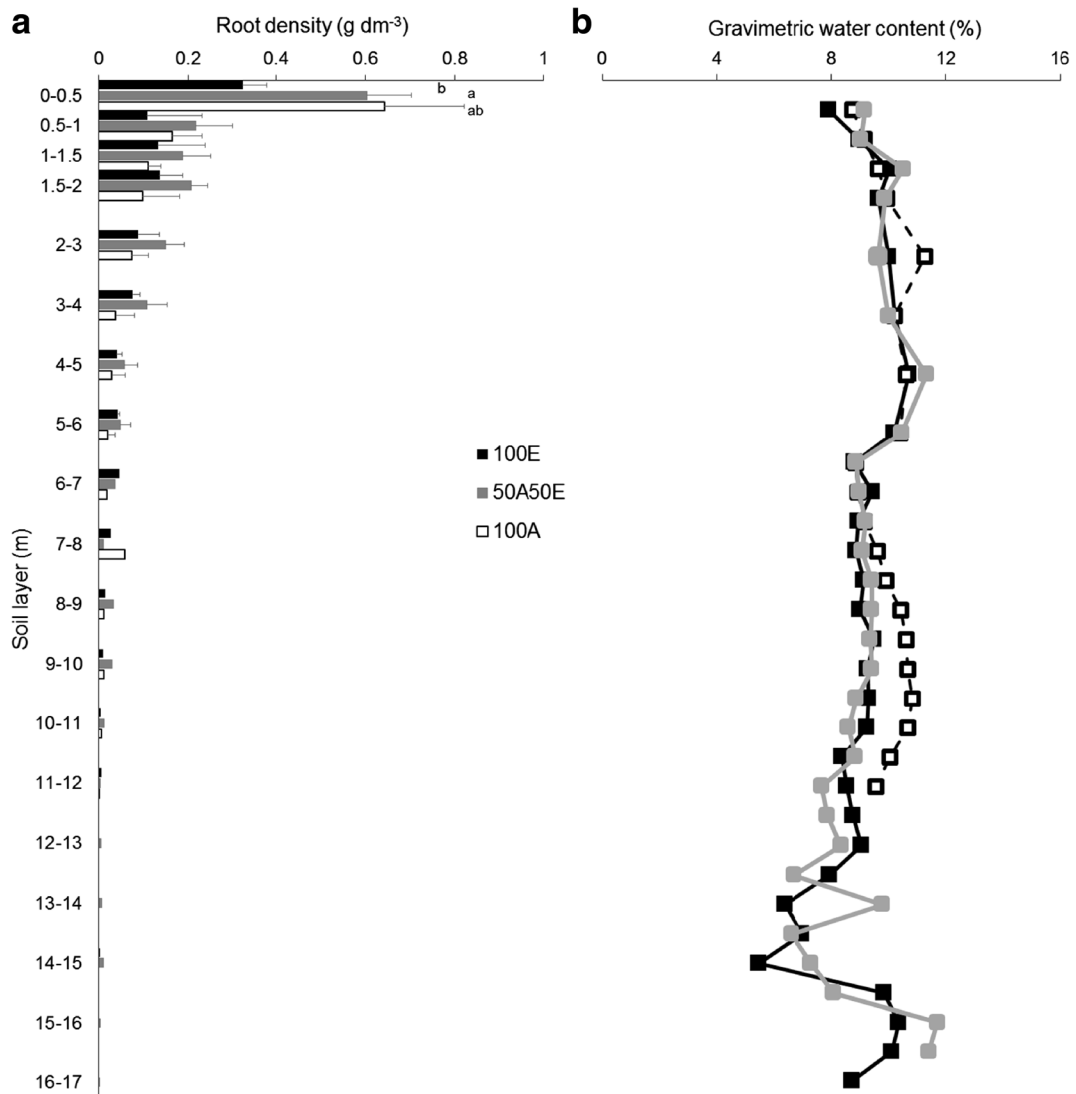 a
Root density (g dm-3)
0 0.2 0.4 0.6 0.8 1
b
Gravimetric water content (%)
0 4 8 12 16
Soil layer (m)
0-0.5
0.5-1
1-1.5
1.5-2
2-3
3-4
4-5
5-6
6-7
7-8
8-9
9-10
10-11
11-12
12-13
13-14
14-15
15-16
16-17
b
a
ab
100E
50A50E
100A